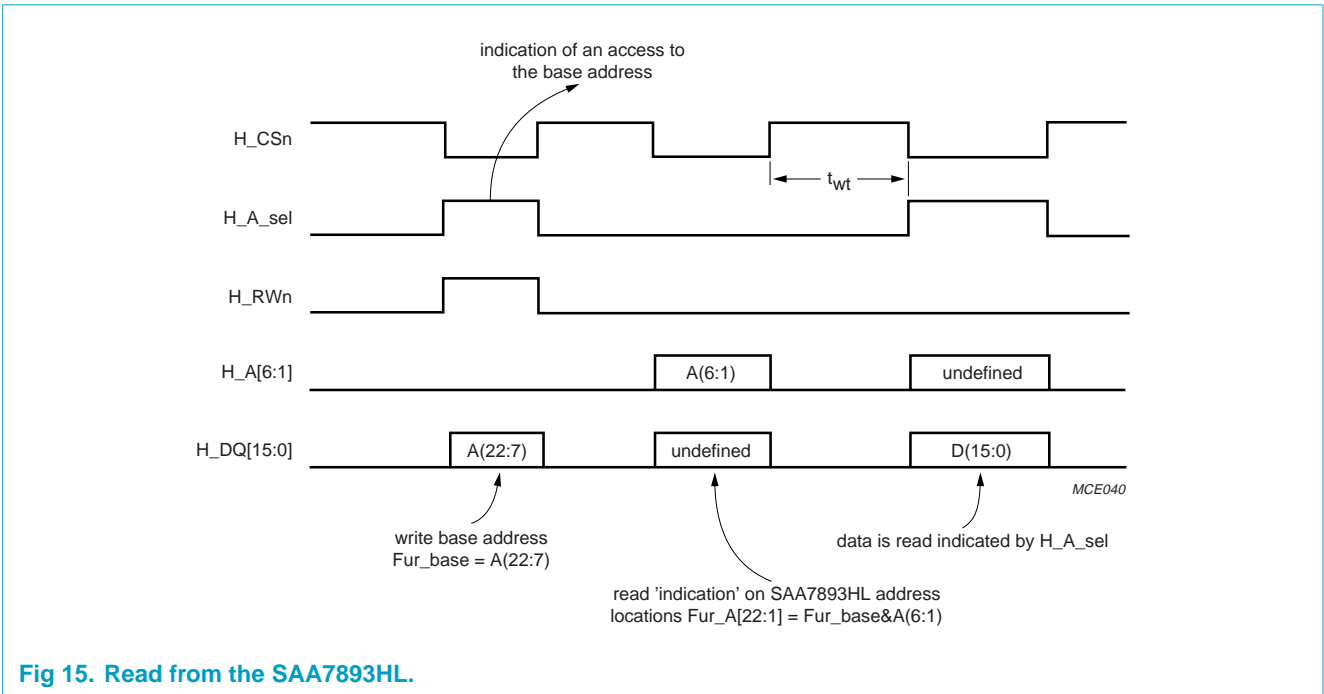 indication of an access to
the base address
H_CSn
twt
H_A_sel
H_RWn
H_A[6:1]
A(6:1)
undefined
H_DQ[15:0]
A(22:7)
undefined
D(15:0)
MCE040
write base address
Fur_base = A(22:7)
data is read indicated by H_A_sel
read 'indication' on SAA7893HL address
locations Fur_A[22:1] = Fur_base&A(6:1)
Fig 15. Read from the SAA7893HL.